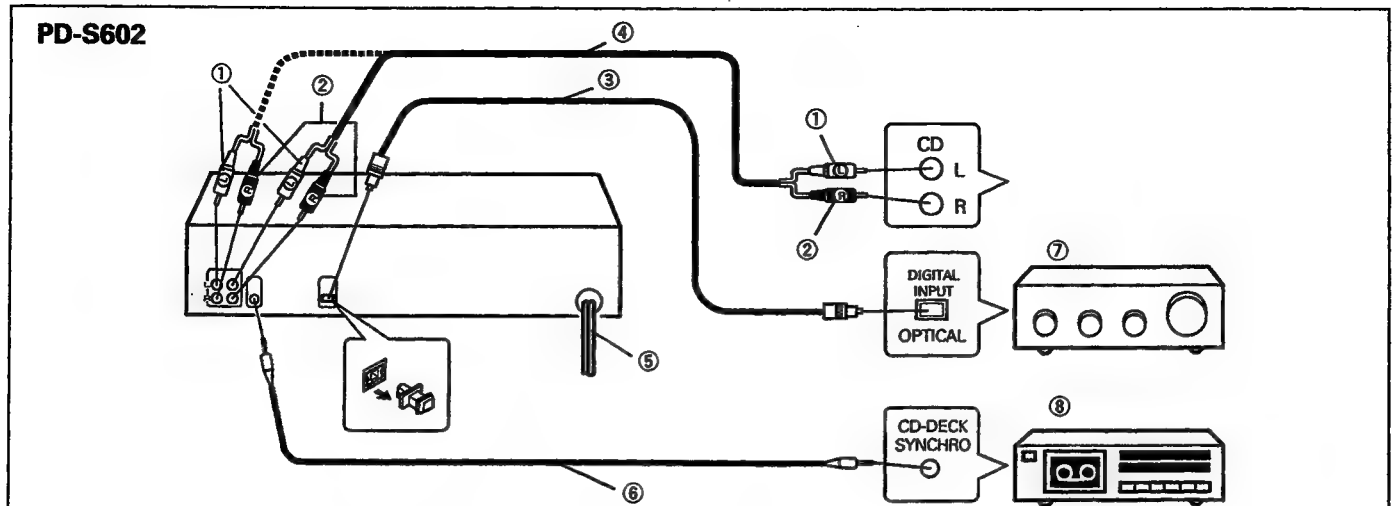 PD-S602
④
①
③
②
①
CD
L
R
②
DIGITAL
INPUT
OPTICAL
⑦
⑤
CD-DECK
SYNCHRO
⑧
⑥
L
R
L
R
L
R